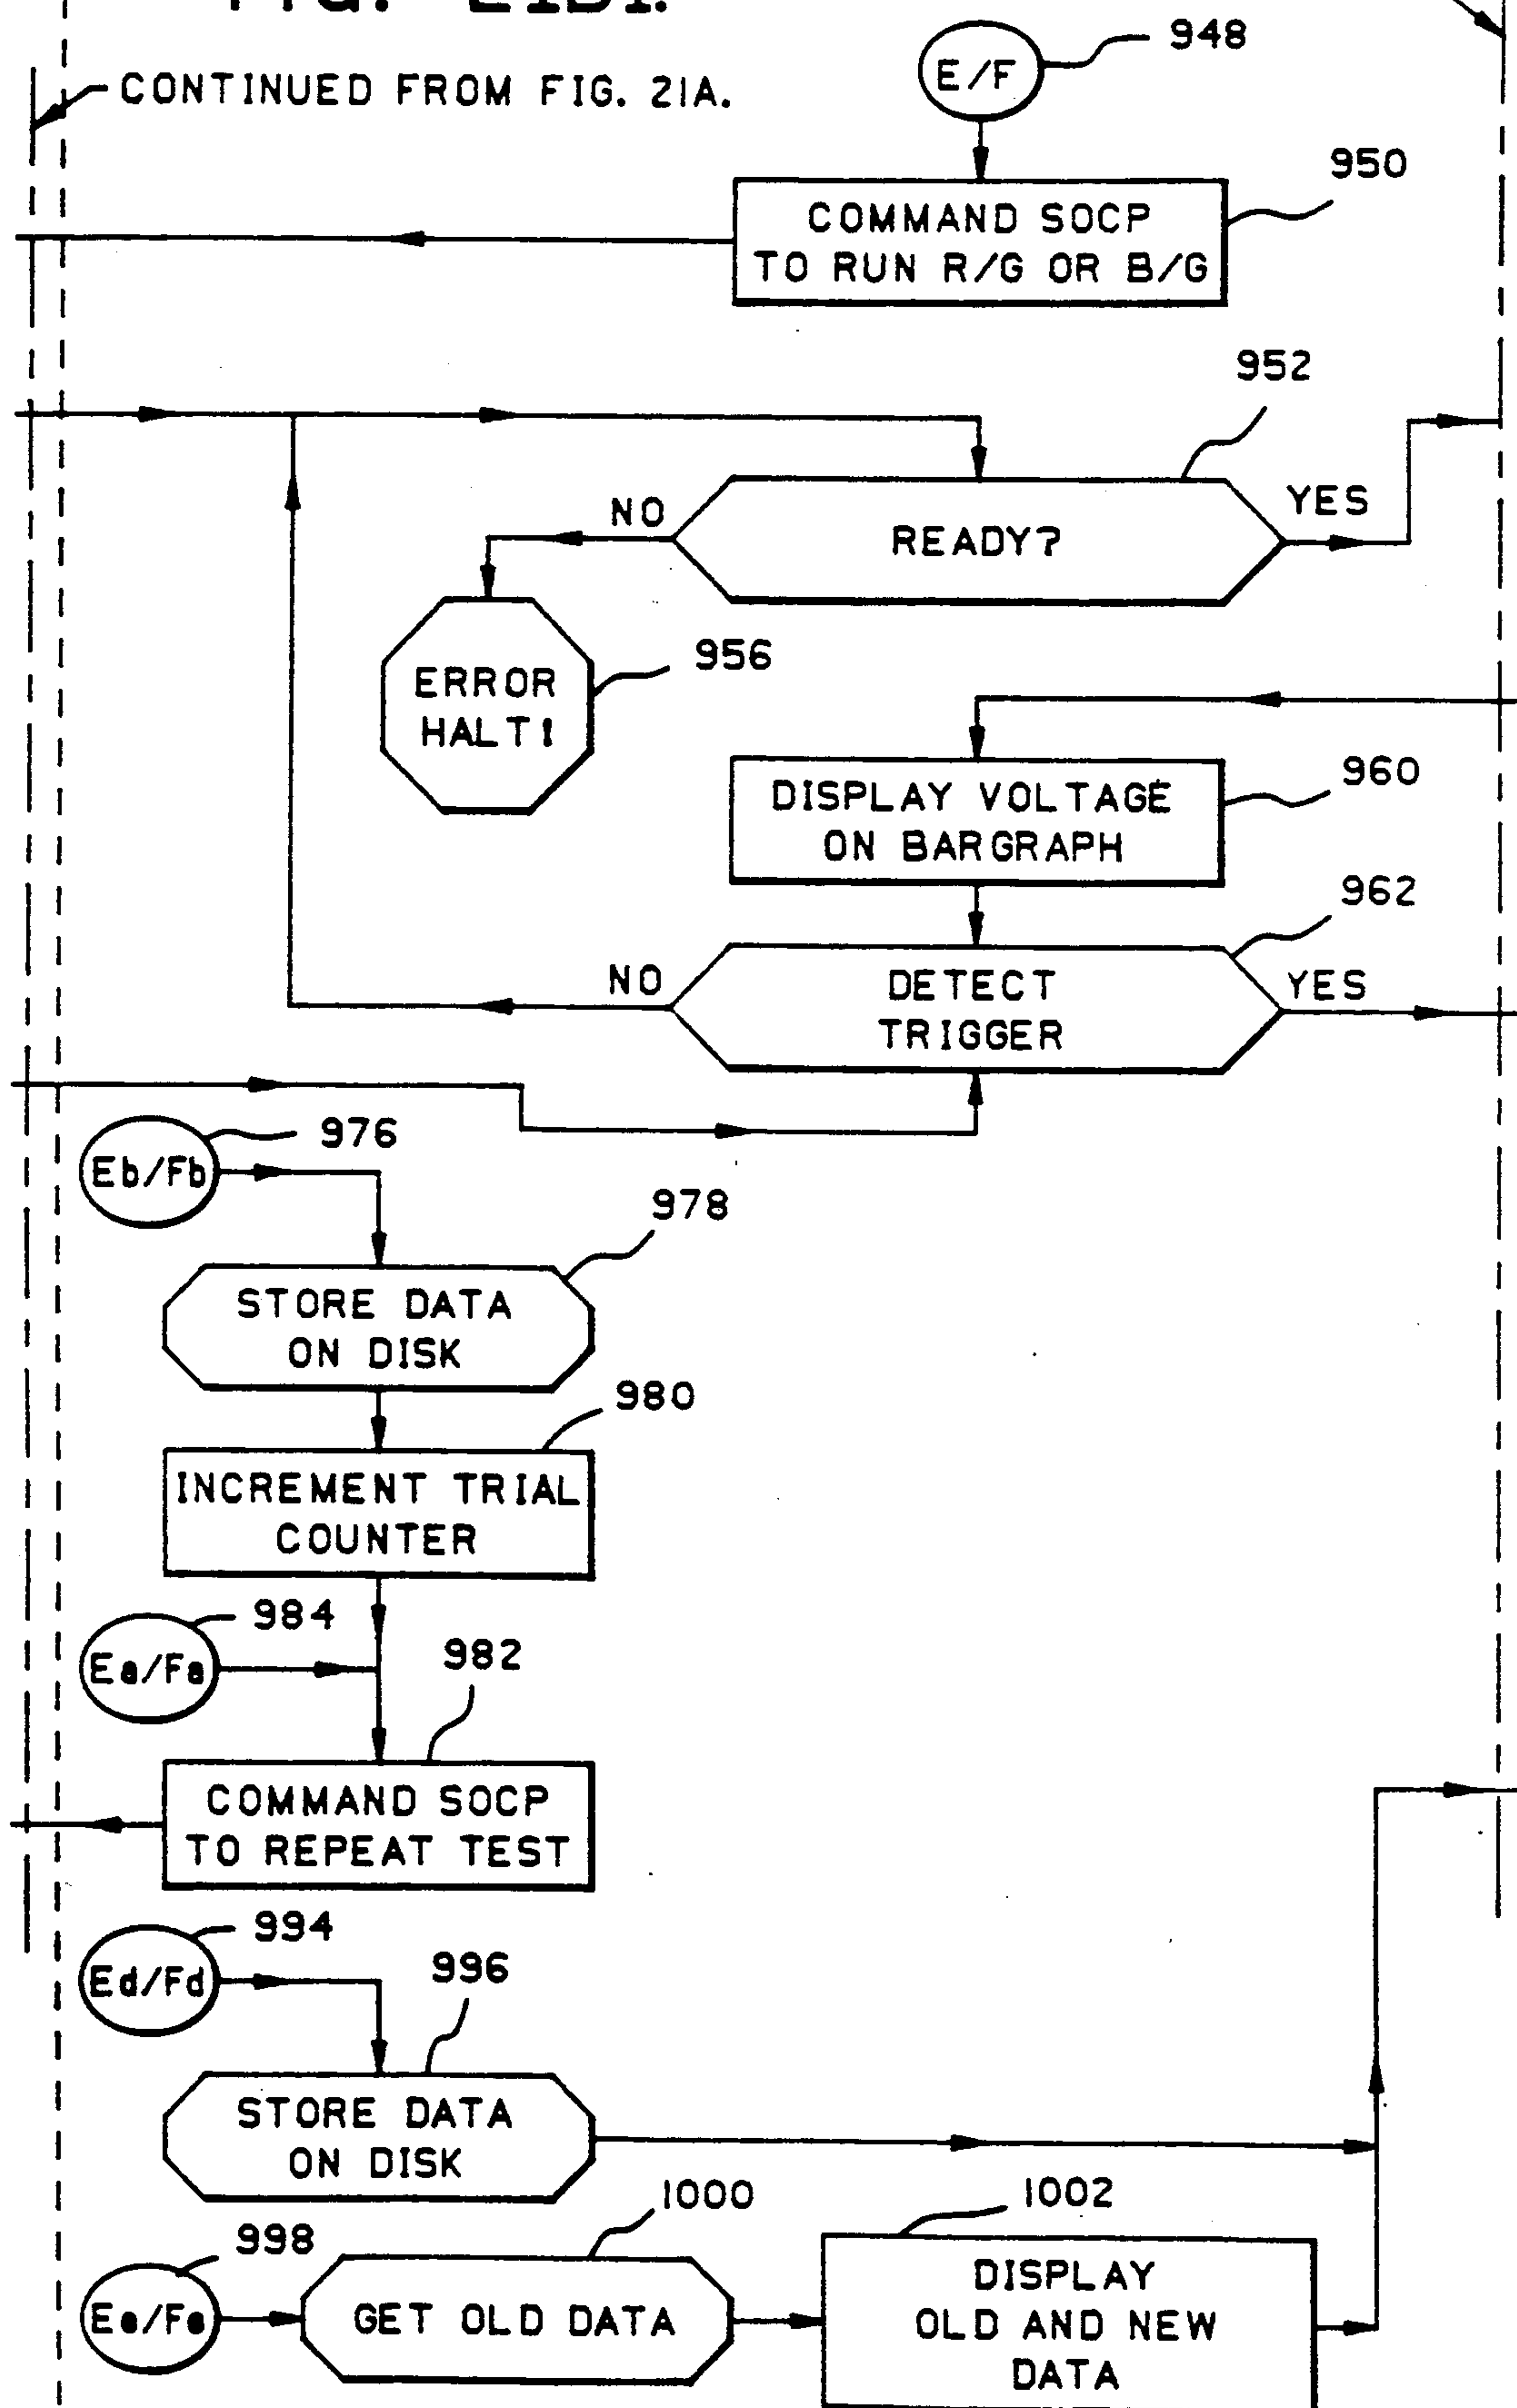 CONTINUED FROM FIG. 21A.
E/F
948
950
COMMAND SOCP
TO RUN R/G OR B/G
952
NO
READY?
YES
956
ERROR
HALT!
960
DISPLAY VOLTAGE
ON BARGRAPH
962
NO
DETECT
TRIGGER
YES
976
Eb/Fb
978
STORE DATA
ON DISK
980
INCREMENT TRIAL
COUNTER
984
Ea/Fa
982
COMMAND SOCP
TO REPEAT TEST
994
Ed/Fd
996
STORE DATA
ON DISK
998
Ee/Fe
1000
GET OLD DATA
1002
DISPLAY
OLD AND NEW
DATA